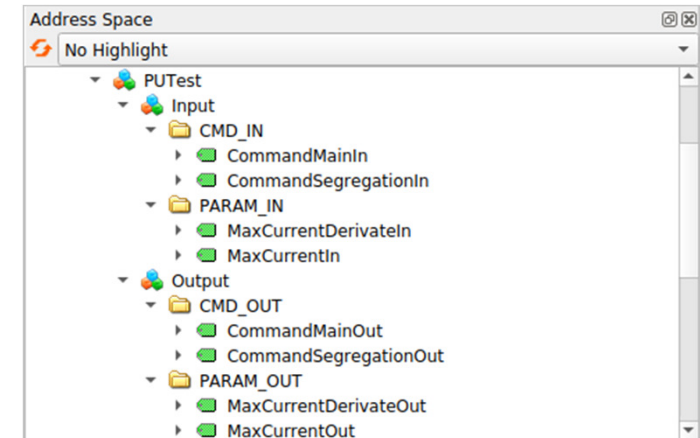 Address Space
No Highlight
PUTest
Input
CMD_IN
CommandMainIn
CommandSegregationIn
PARAM_IN
MaxCurrentDerivateIn
MaxCurrentIn
Output
CMD_OUT
CommandMainOut
CommandSegregationOut
PARAM_OUT
MaxCurrentDerivateOut
MaxCurrentOut